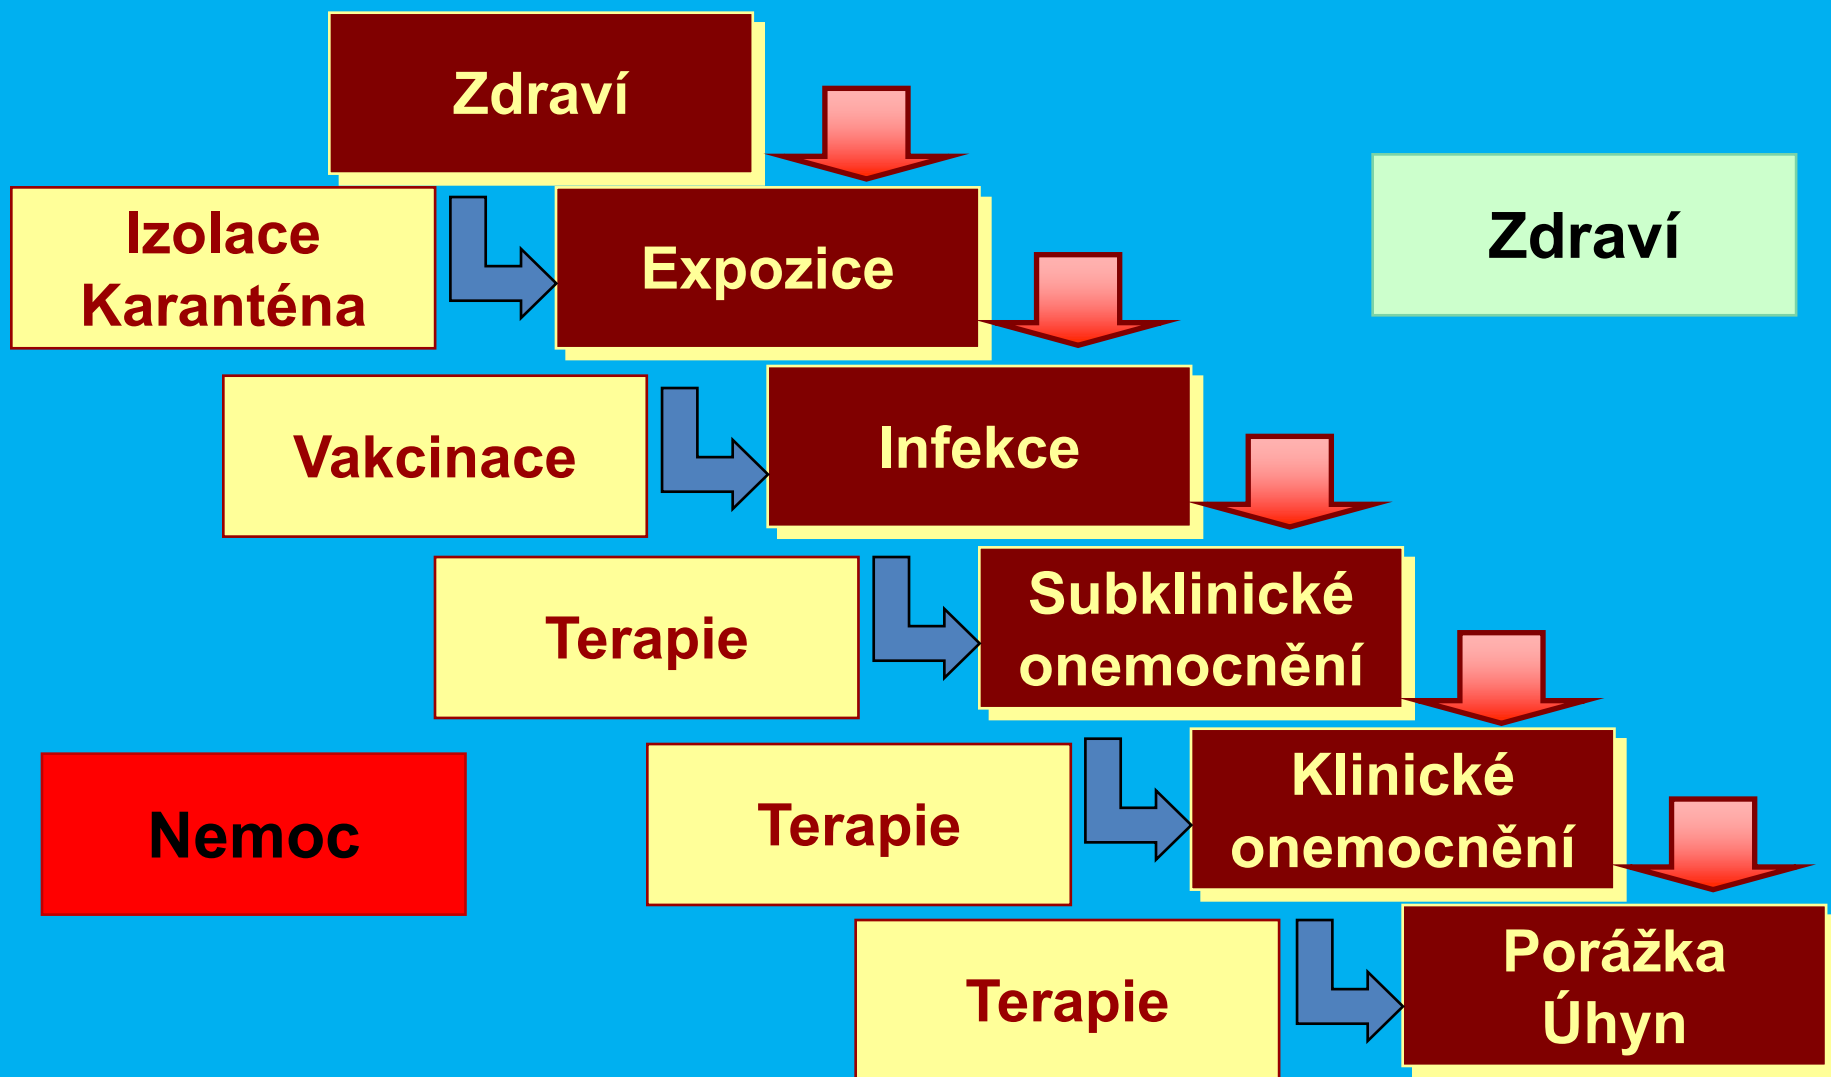 Zdraví
Izolace
Karanténa
Expozice
Zdraví
Vakcinace
Infekce
Terapie
Subklinické
onemocnění
Nemoc
Terapie
Klinické
onemocnění
Terapie
Porážka
Úhyn